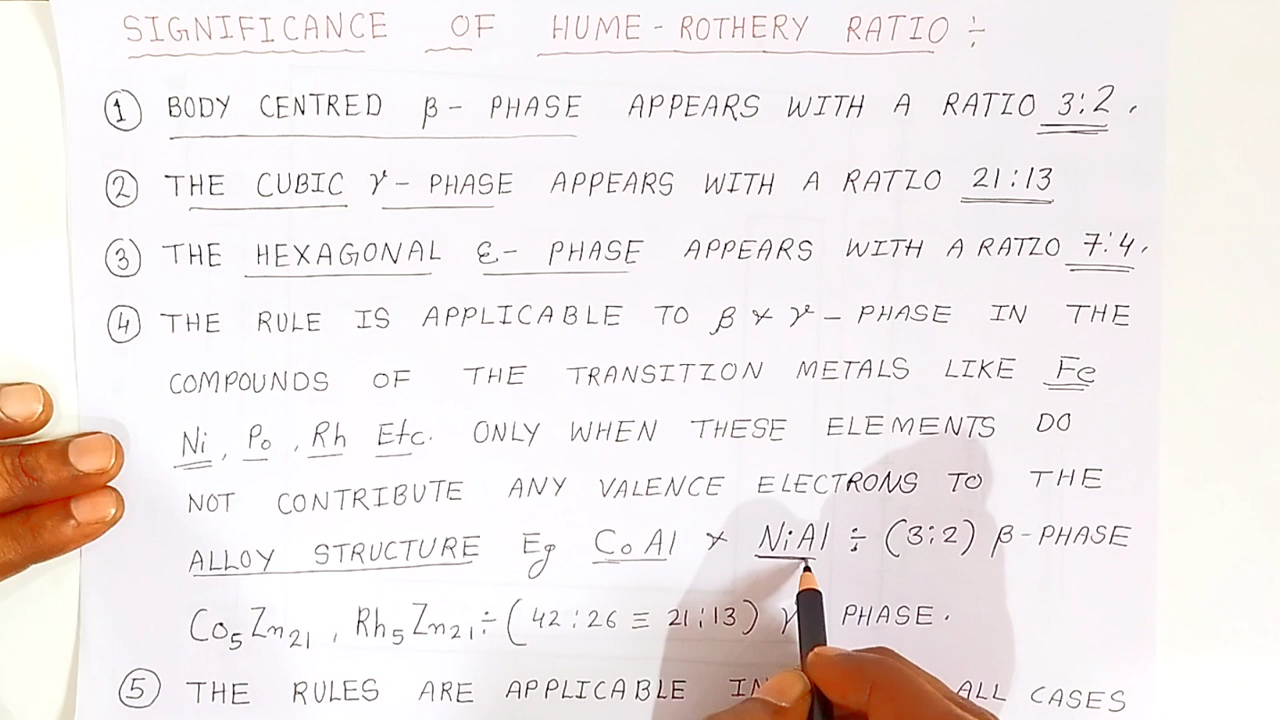 SIGNIFICANCE OF HUME-ROTHERY RATIO ÷
① BODY CENTRED β- PHASE APPEARS WITH A RATIO 3:2.
② THE CUBIC γ- PHASE APPEARS WITH A RATIO 21:13
③ THE HEXAGONAL ε- PHASE APPEARS WITH A RATIO 7:4.
④ THE RULE IS APPLICABLE TO β & γ- PHASE IN THE
COMPOUNDS OF THE TRANSITION METALS LIKE Fe
Ni, Po, Rh Etc. ONLY WHEN THESE ELEMENTS DO
NOT CONTRIBUTE ANY VALENCE ELECTRONS TO THE
ALLOY STRUCTURE Eg CoAl & NiAl ÷ (3:2) β-PHASE
Co₅Zn₂₁, Rh₅Zn₂₁ ÷ (42:26 ≡ 21:13) γ PHASE.
⑤ THE RULES ARE APPLICABLE ALL CASES